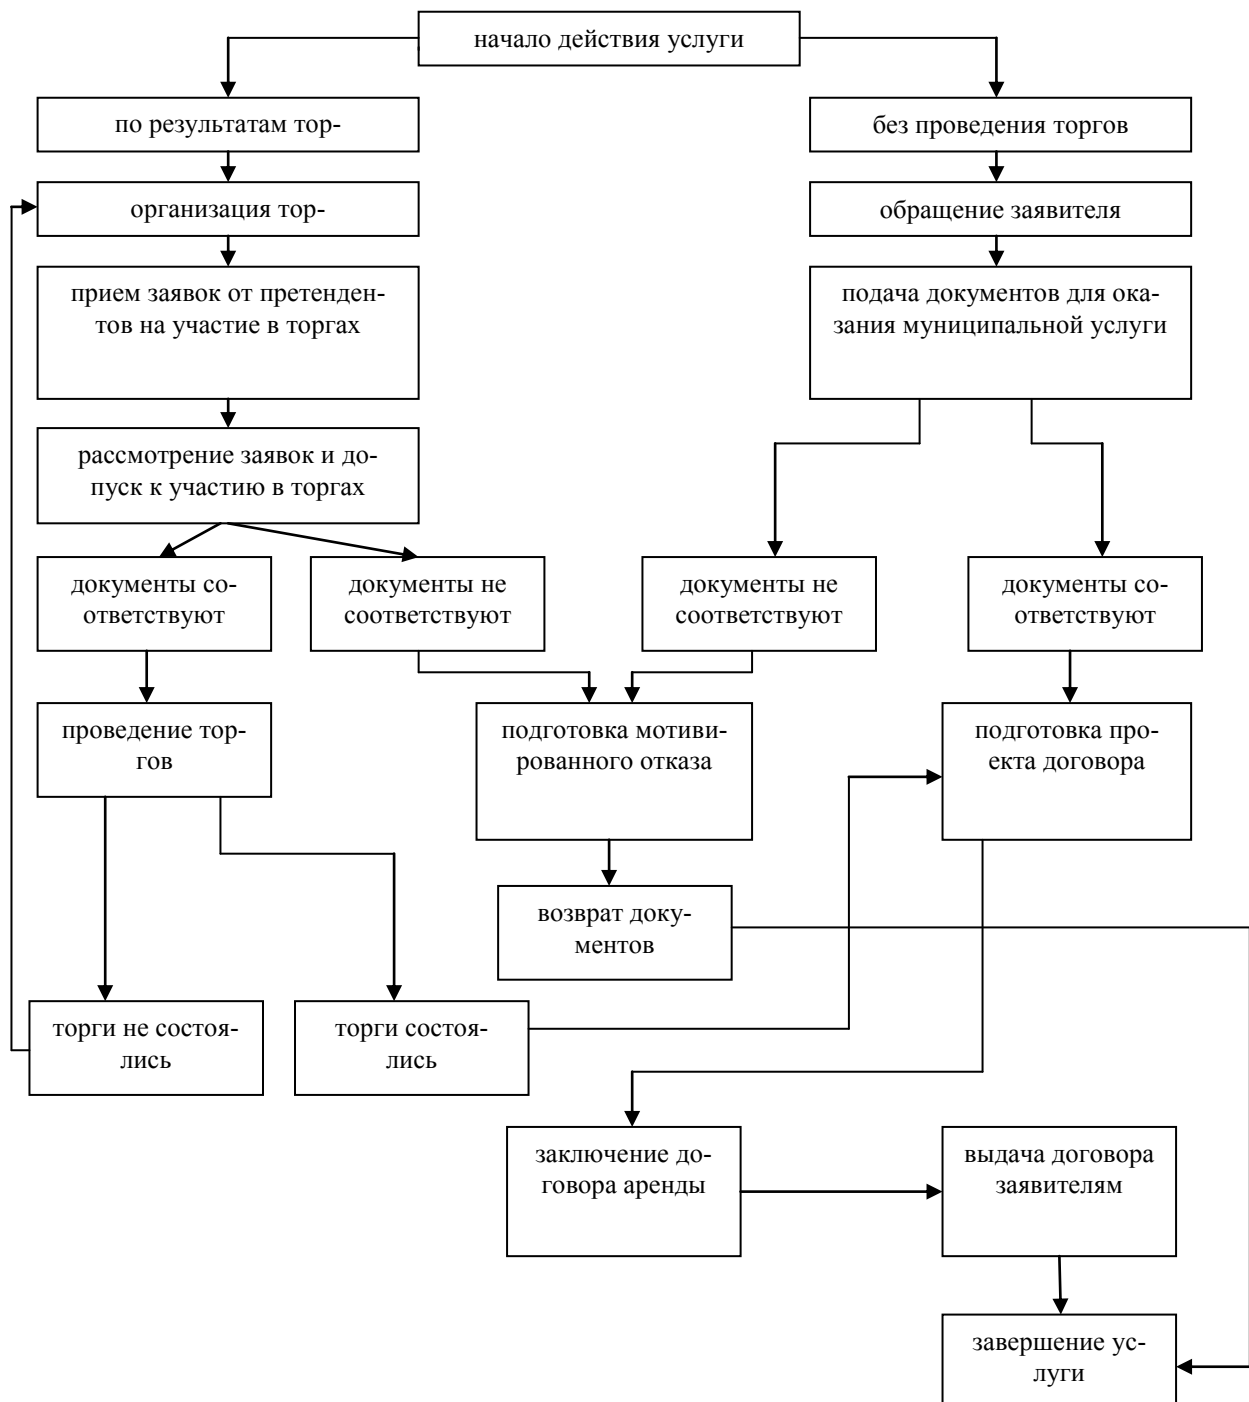 начало действия услуги
по результатам тор-
без проведения торгов
организация тор-
обращение заявителя
прием заявок от претенден-
тов на участие в торгах
подача документов для ока-
зания муниципальной услуги
рассмотрение заявок и до-
пуск к участию в торгах
документы со-
ответствуют
документы не
соответствуют
документы не
соответствуют
документы со-
ответствуют
проведение тор-
гов
подготовка мотиви-
рованного отказа
подготовка про-
екта договора
возврат доку-
ментов
торги не состоя-
лись
торги состоя-
лись
заключение до-
говора аренды
выдача договора
заявителям
завершение ус-
луги